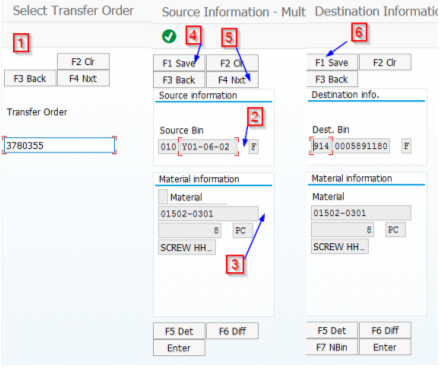 Select Transfer Order
1
F2 Clr
F3 Back F4 Nxt
Transfer Order
3780355
Source Information - Mult
4 5
F1 Save F2 Clr
F3 Back F4 Nxt
Source information
2
Source Bin
010 Y01-06-02 F
Material information
Material
01502-0301
8 PC
SCREW HH...
3
F5 Det F6 Diff
Enter
Destination Informatio
6
F1 Save F2 Clr
F3 Back
Destination info.
Dest. Bin
914 0005891180 F
Material information
Material
01502-0301
8 PC
SCREW HH...
F5 Det F6 Diff
F7 NBin Enter